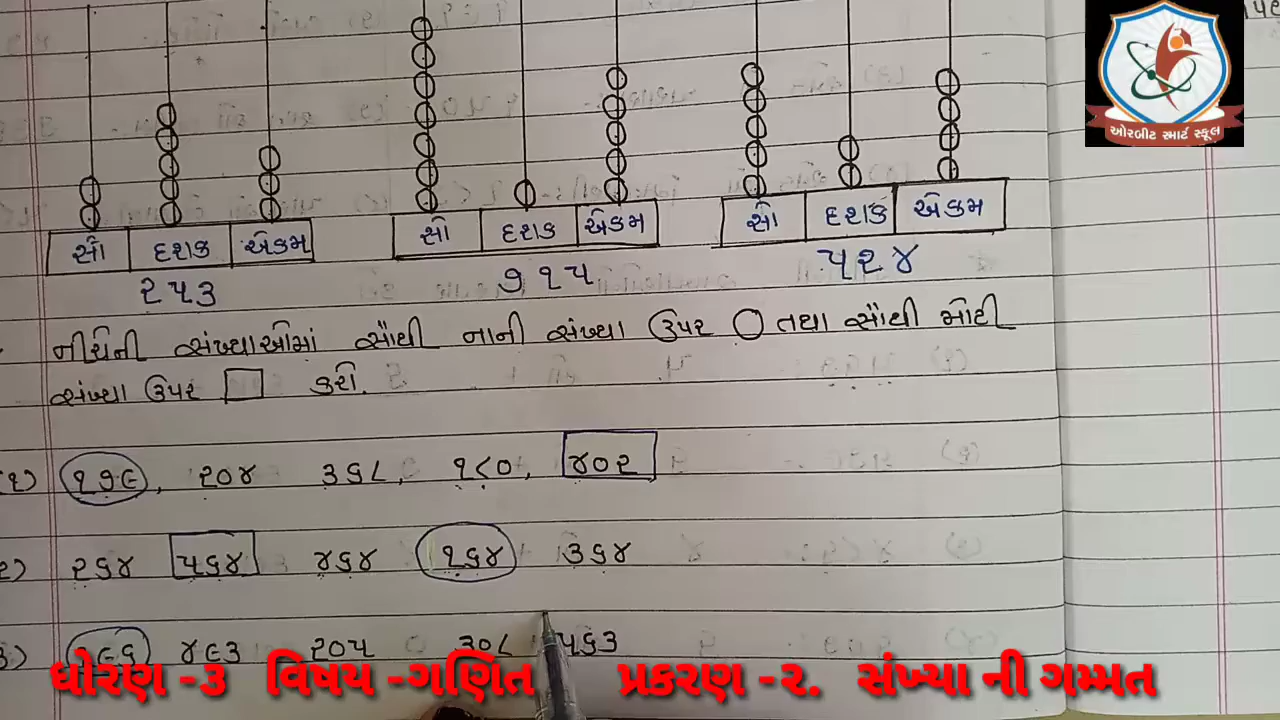 ૧૫૯
ઓરબીટ સ્માર્ટ સ્કૂલ
સૌ દશક એકમ સૌ દશક એકમ સૌ દશક એકમ
૨૫૩ ૭૧૫ ૫૨૪
નીચેની સંખ્યાઓમાં સૌથી નાની સંખ્યા ઉપર ○ તથા સૌથી મોટી
સંખ્યા ઉપર □ કરો.
૧) ૧૭૯, ૨૦૪ ૩૬૮, ૧૮૦, ૪૦૨
૨) ૨૬૪ ૫૬૪ ૪૬૪ ૧૬૪ ૩૬૪
૩) ૪૯૩ ૨૦૫ ૩૦૮ ૫૬૩
ધોરણ -૩ વિષય -ગણિત પ્રકરણ -૨. સંખ્યા ની ગમ્મત